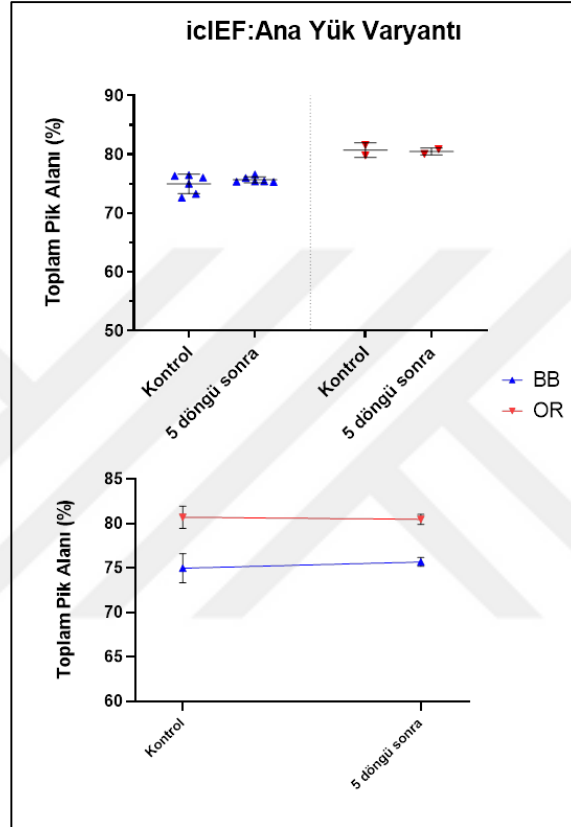 icIEF:Ana Yük Varyantı
Toplam Pik Alanı (%)
90
80
70
60
50
Kontrol
5 döngü sonra
Kontrol
5 döngü sonra
BB
OR
Toplam Pik Alanı (%)
85
80
75
70
65
60
Kontrol
5 döngü sonra